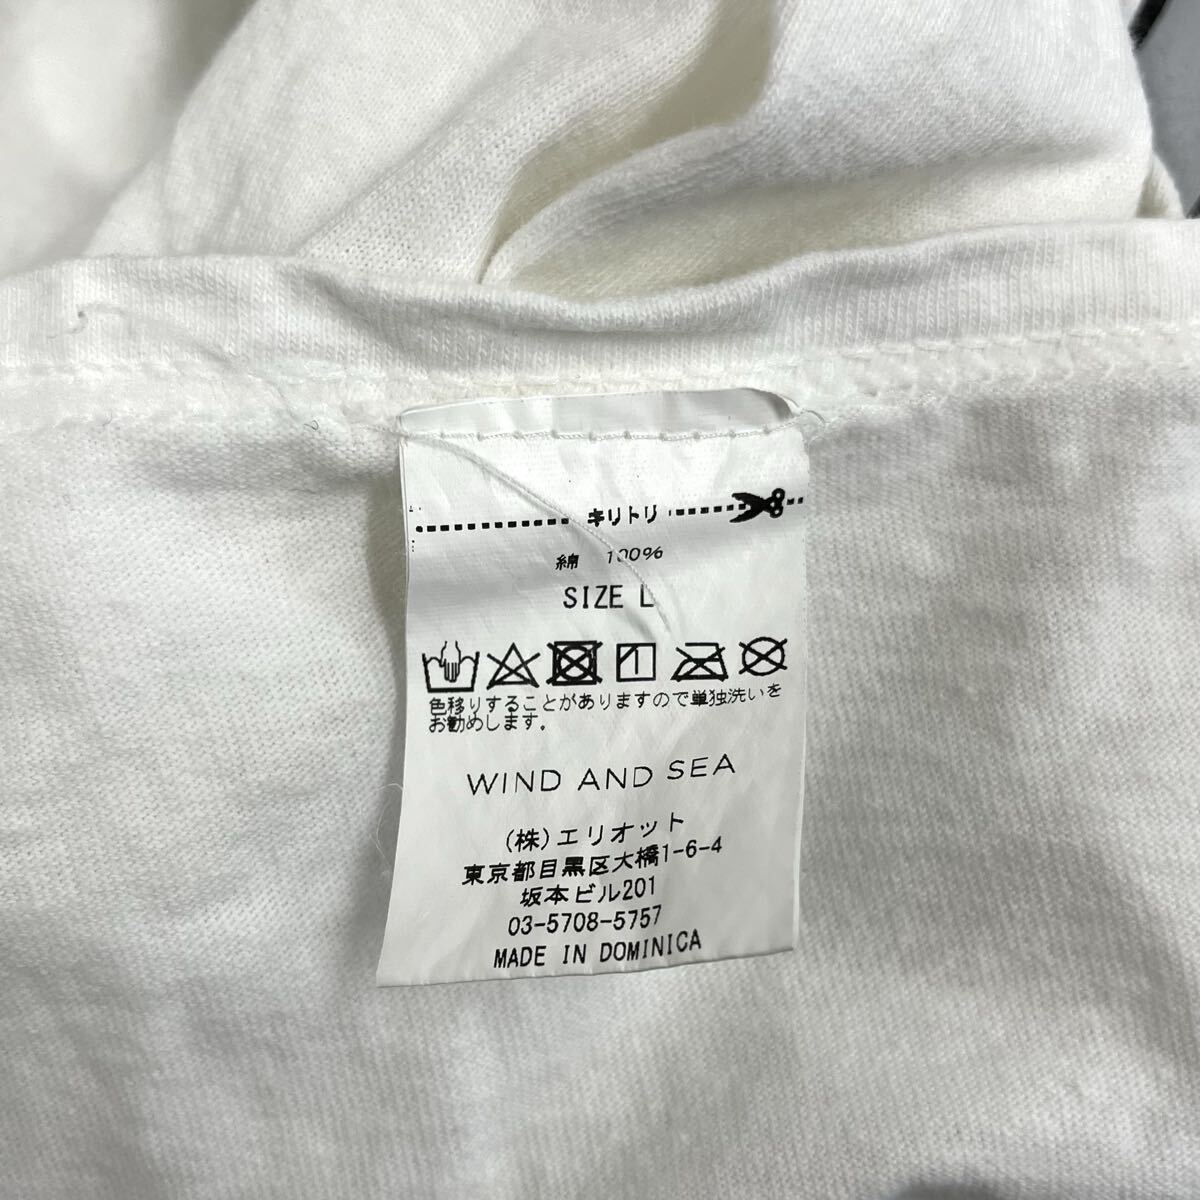 キリトリ
綿 100%
SIZE L
色移りすることがありますので単独洗いを
お勧めします。
WIND AND SEA
(株)エリオット
東京都目黒区大橋1-6-4
坂本ビル201
03-5708-5757
MADE IN DOMINICA